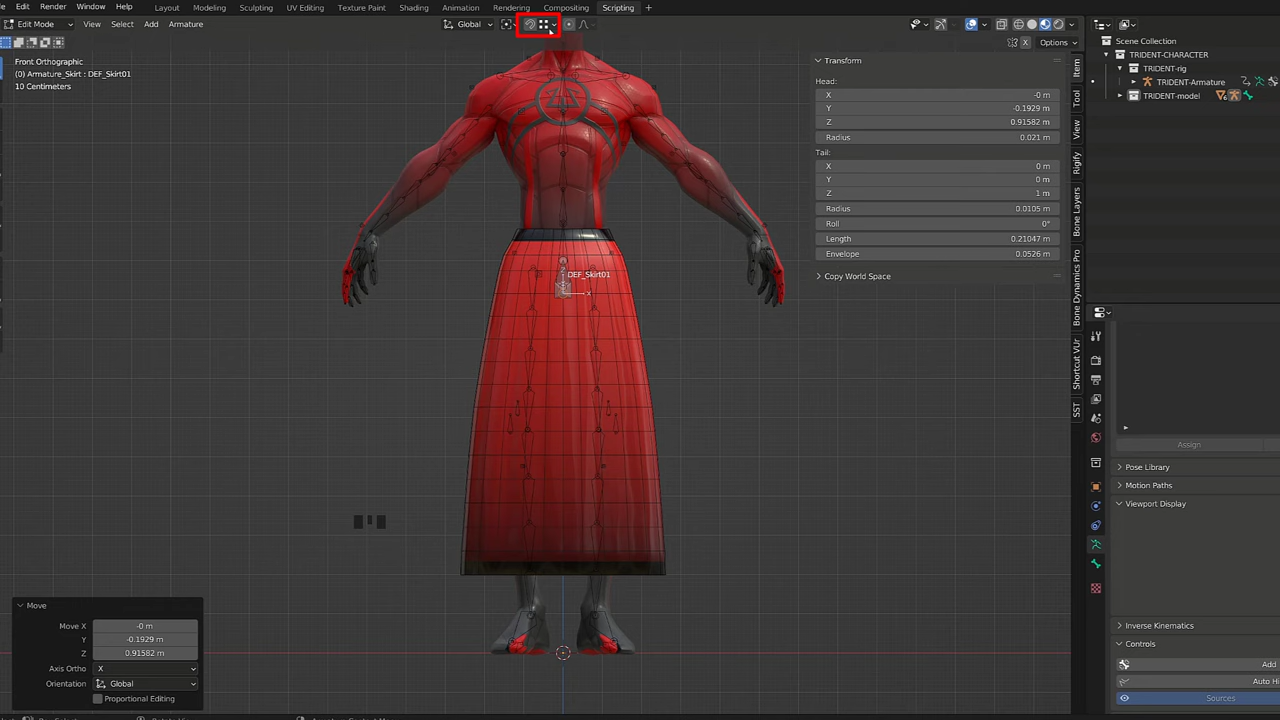 Edit Render Window Help Layout Modeling Sculpting UV Editing Texture Paint Shading Animation Rendering Compositing Scripting +
Edit Mode View Select Add Armature Global
X Options
Front Orthographic
(0) Armature_Skirt : DEF_Skirt01
10 Centimeters
DEF_Skirt01
x
Transform
Head:
X -0 m
Y -0.1929 m
Z 0.91582 m
Radius 0.021 m
Tail:
X 0 m
Y 0 m
Z 1 m
Radius 0.0105 m
Roll 0°
Length 0.21047 m
Envelope 0.0526 m
Copy World Space
Item
Tool
View
Rigify
Bone Layers
Bone Dynamics Pro
Shortcut VUr
SST
Scene Collection
TRIDENT-CHARACTER
TRIDENT-rig
TRIDENT-Armature
TRIDENT-model
Assign
Pose Library
Motion Paths
Viewport Display
Inverse Kinematics
Controls
Add
Auto Hi
Sources
Move
Move X -0 m
Y -0.1929 m
Z 0.91582 m
Axis Ortho X
Orientation Global
Proportional Editing